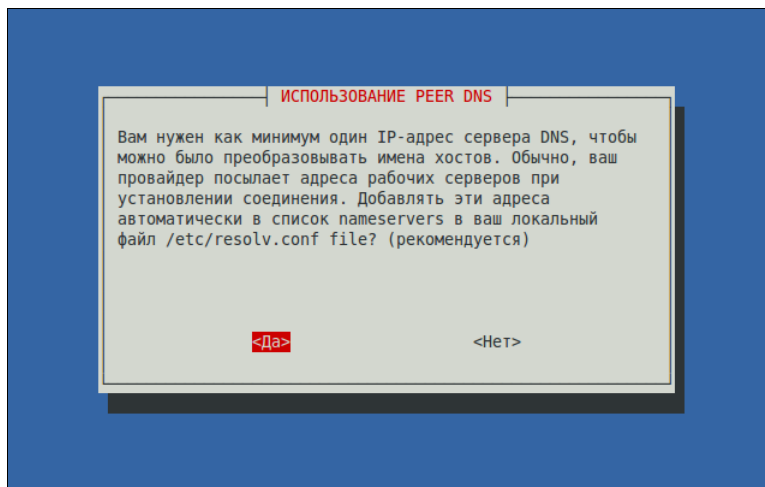 ИСПОЛЬЗОВАНИЕ PEER DNS
Вам нужен как минимум один IP-адрес сервера DNS, чтобы
можно было преобразовывать имена хостов. Обычно, ваш
провайдер посылает адреса рабочих серверов при
установлении соединения. Добавлять эти адреса
автоматически в список nameservers в ваш локальный
файл /etc/resolv.conf file? (рекомендуется)
<Да> <Нет>